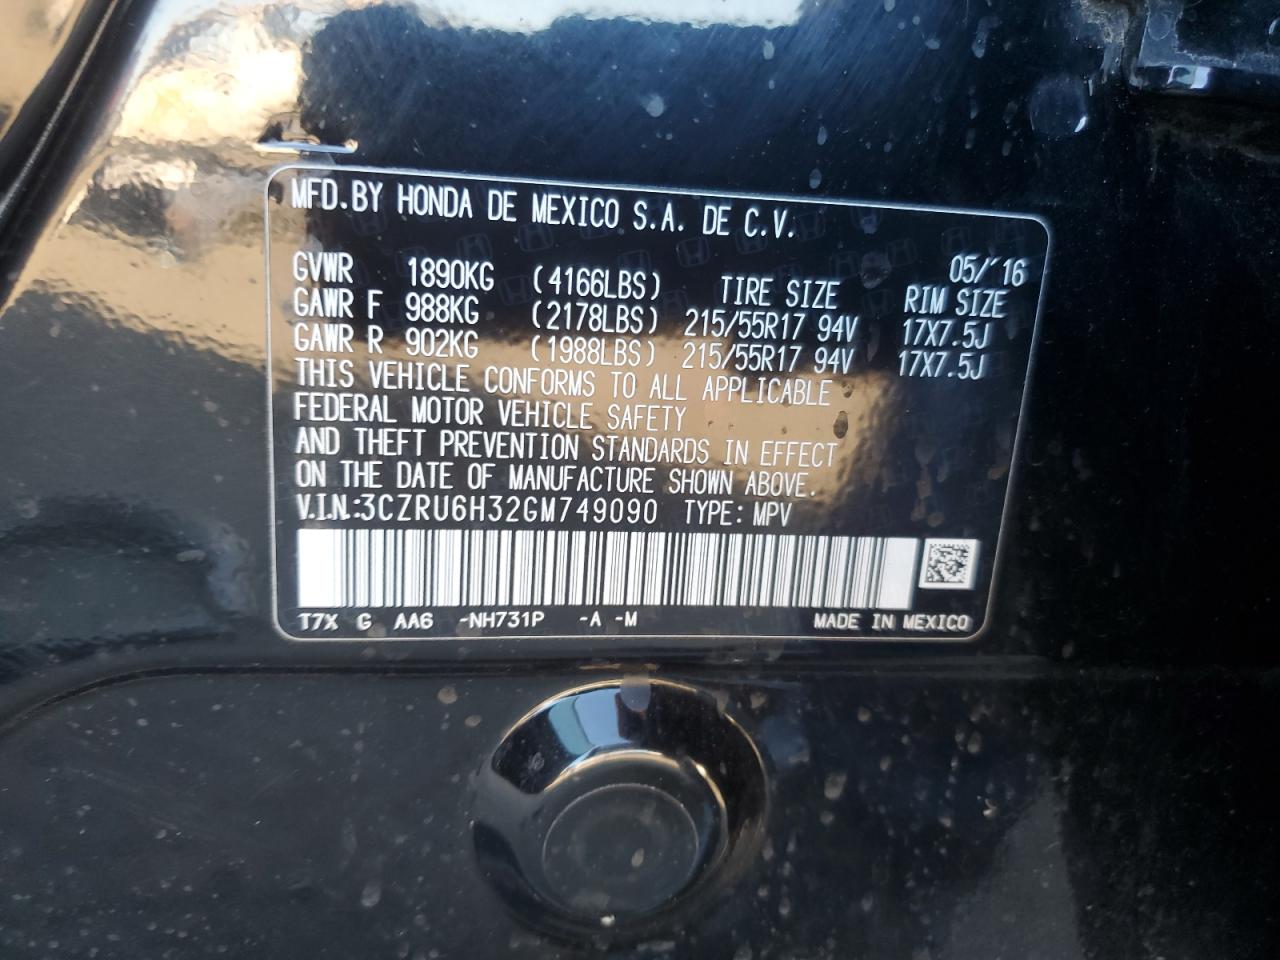 MFD.BY HONDA DE MEXICO S.A. DE C.V.
05/'16
GVWR 1890KG (4166LBS) TIRE SIZE RIM SIZE
GAWR F 988KG (2178LBS) 215/55R17 94V 17X7.5J
GAWR R 902KG (1988LBS) 215/55R17 94V 17X7.5J
THIS VEHICLE CONFORMS TO ALL APPLICABLE
FEDERAL MOTOR VEHICLE SAFETY
AND THEFT PREVENTION STANDARDS IN EFFECT
ON THE DATE OF MANUFACTURE SHOWN ABOVE.
V.I.N.:3CZRU6H32GM749090 TYPE: MPV
T7X G AA6 -NH731P -A -M MADE IN MEXICO